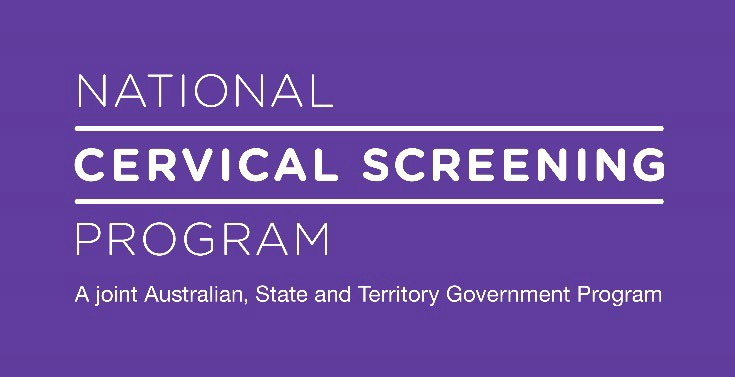 NATIONAL
CERVICAL SCREENING
PROGRAM
A joint Australian, State and Territory Government Program